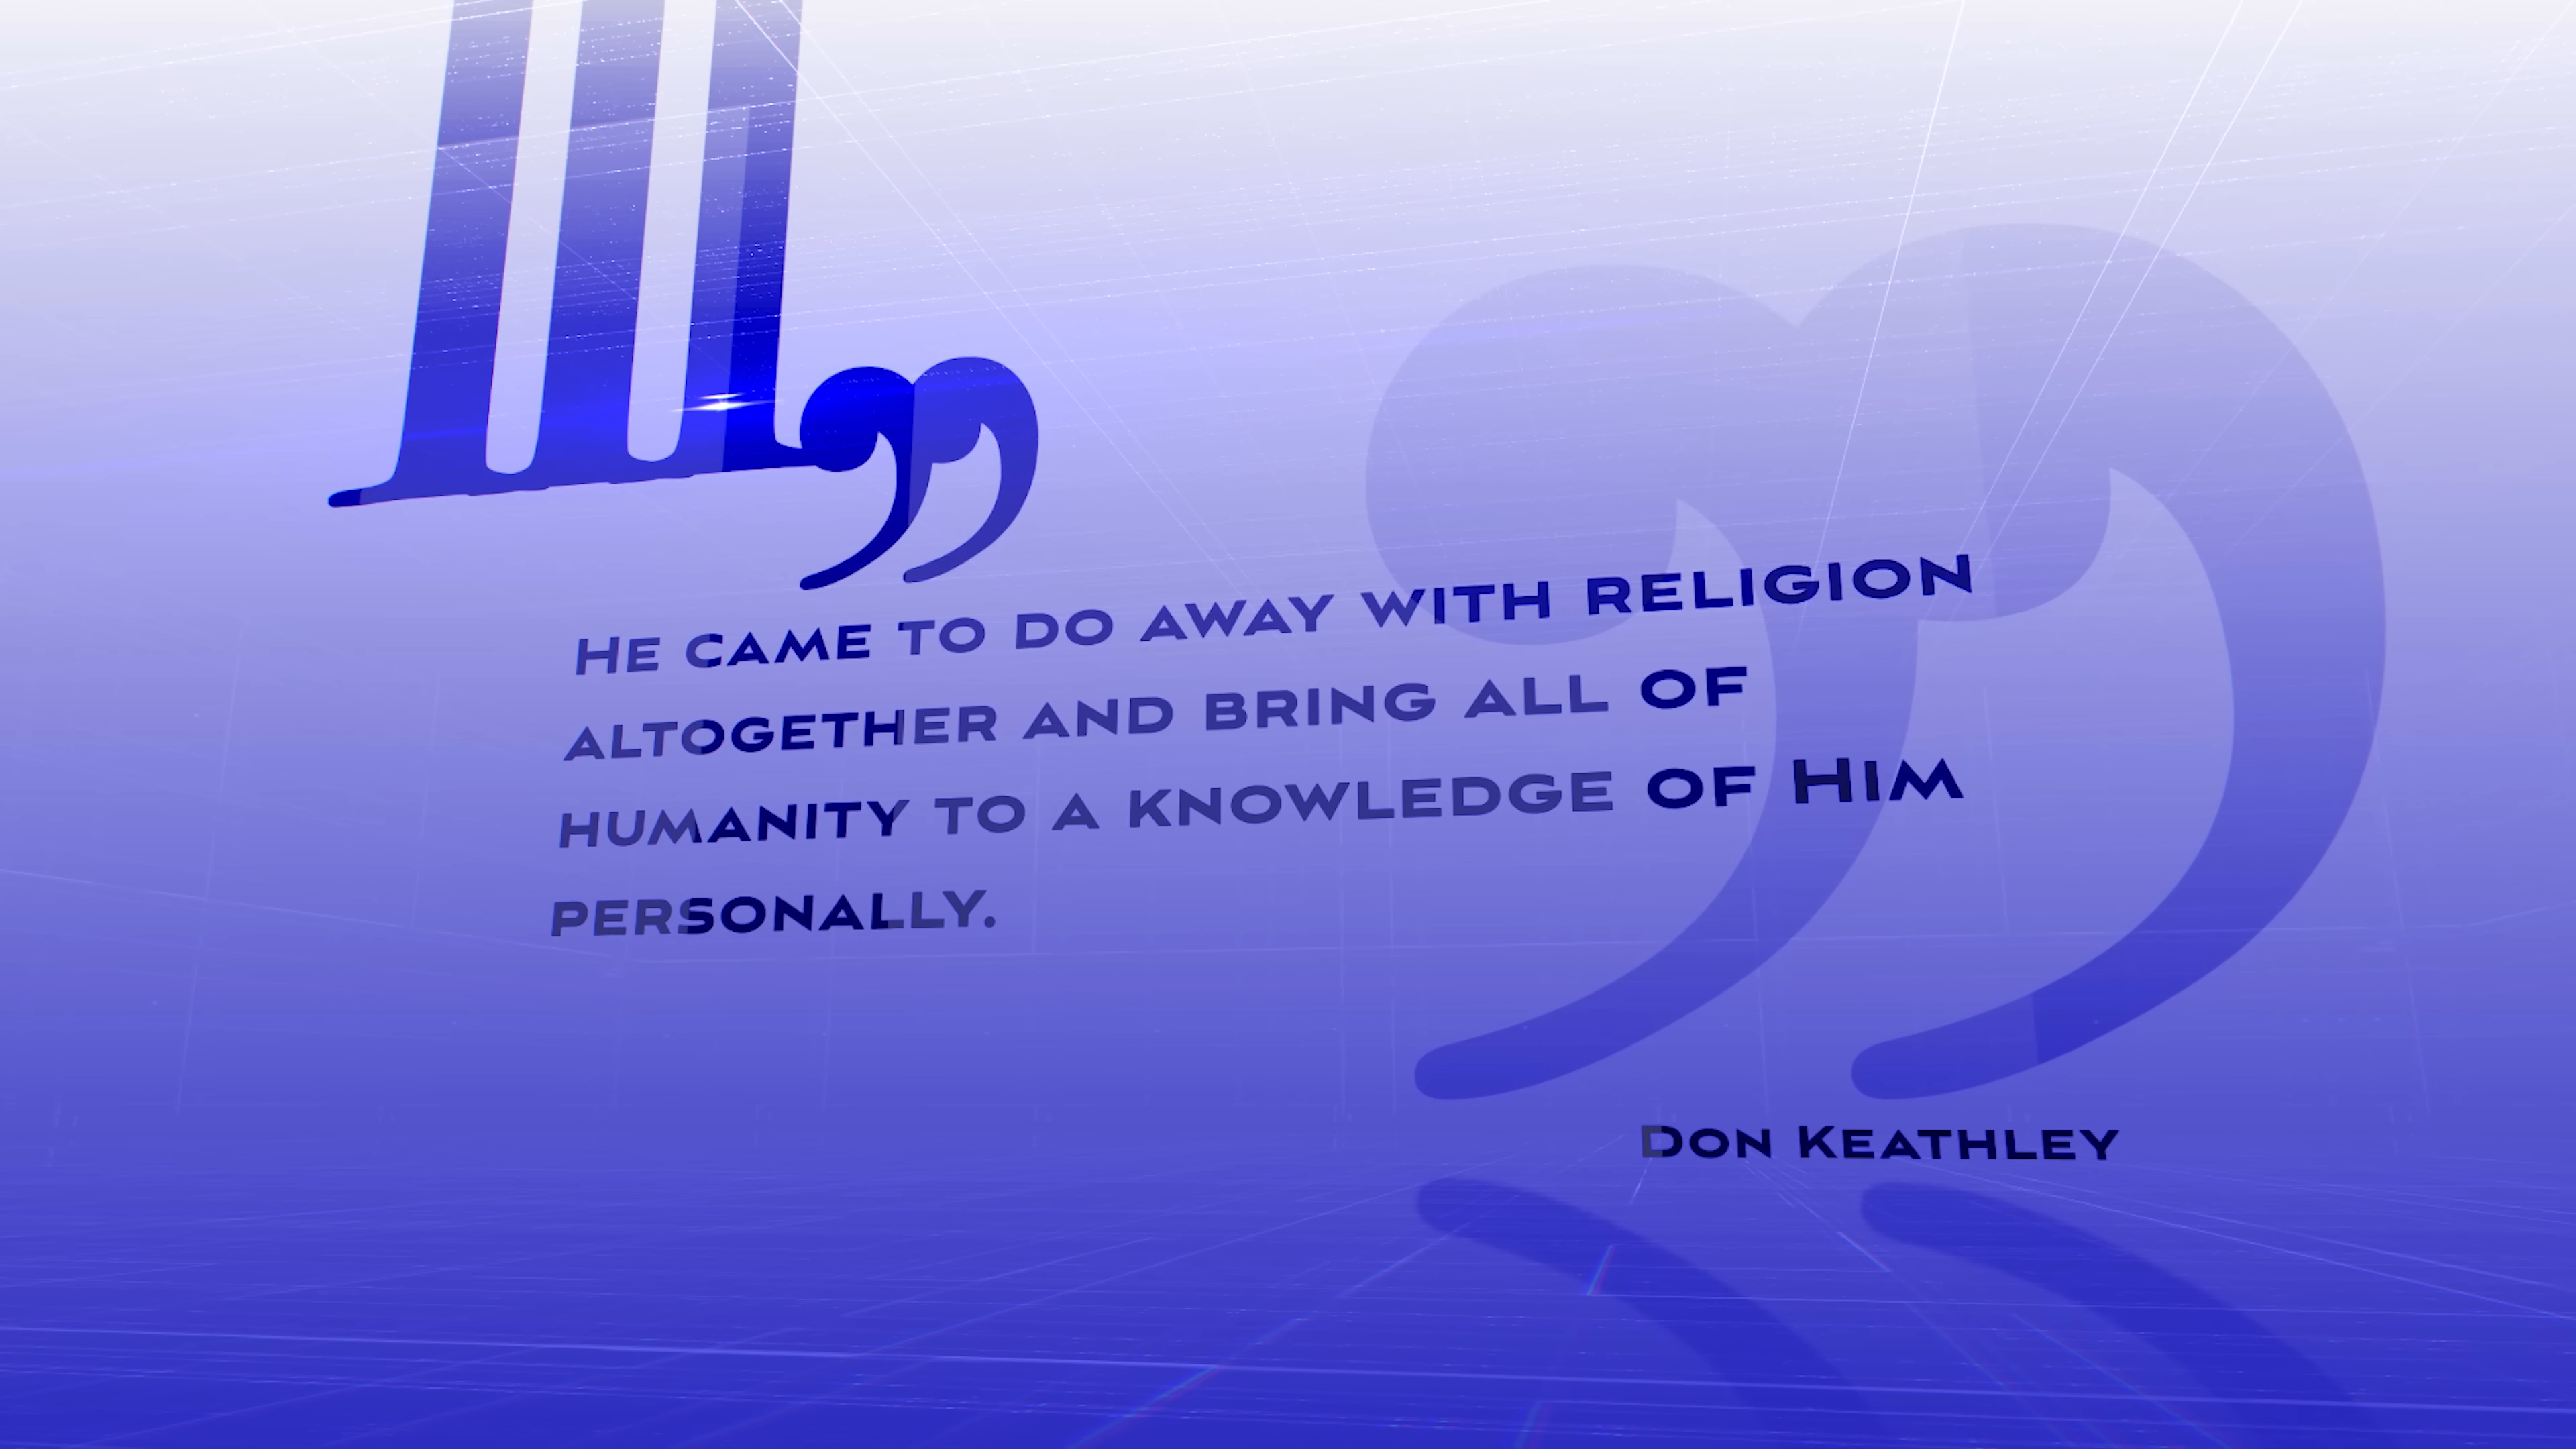 He came to do away with religion
altogether and bring all of
humanity to a knowledge of Him
personally.
Don Keathley